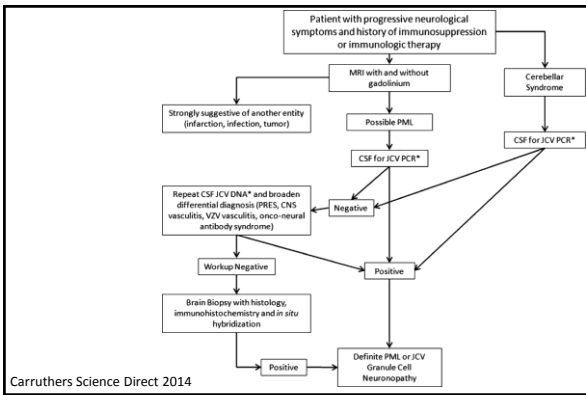 Patient with progressive neurological
symptoms and history of immunosuppression
or immunologic therapy
MRI with and without
gadolinium
Cerebellar
Syndrome
Strongly suggestive of another entity
(infarction, infection, tumor)
Possible PML
CSF for JCV PCR*
CSF for JCV PCR*
Repeat CSF JCV DNA* and broaden
differential diagnosis (PRES, CNS
vasculitis, VZV vasculitis, onco-neural
antibody syndrome)
Negative
Workup Negative
Positive
Brain Biopsy with histology,
immunohistochemistry and in situ
hybridization
Positive
Definite PML or JCV
Granule Cell
Neuronopathy
Carruthers Science Direct 2014